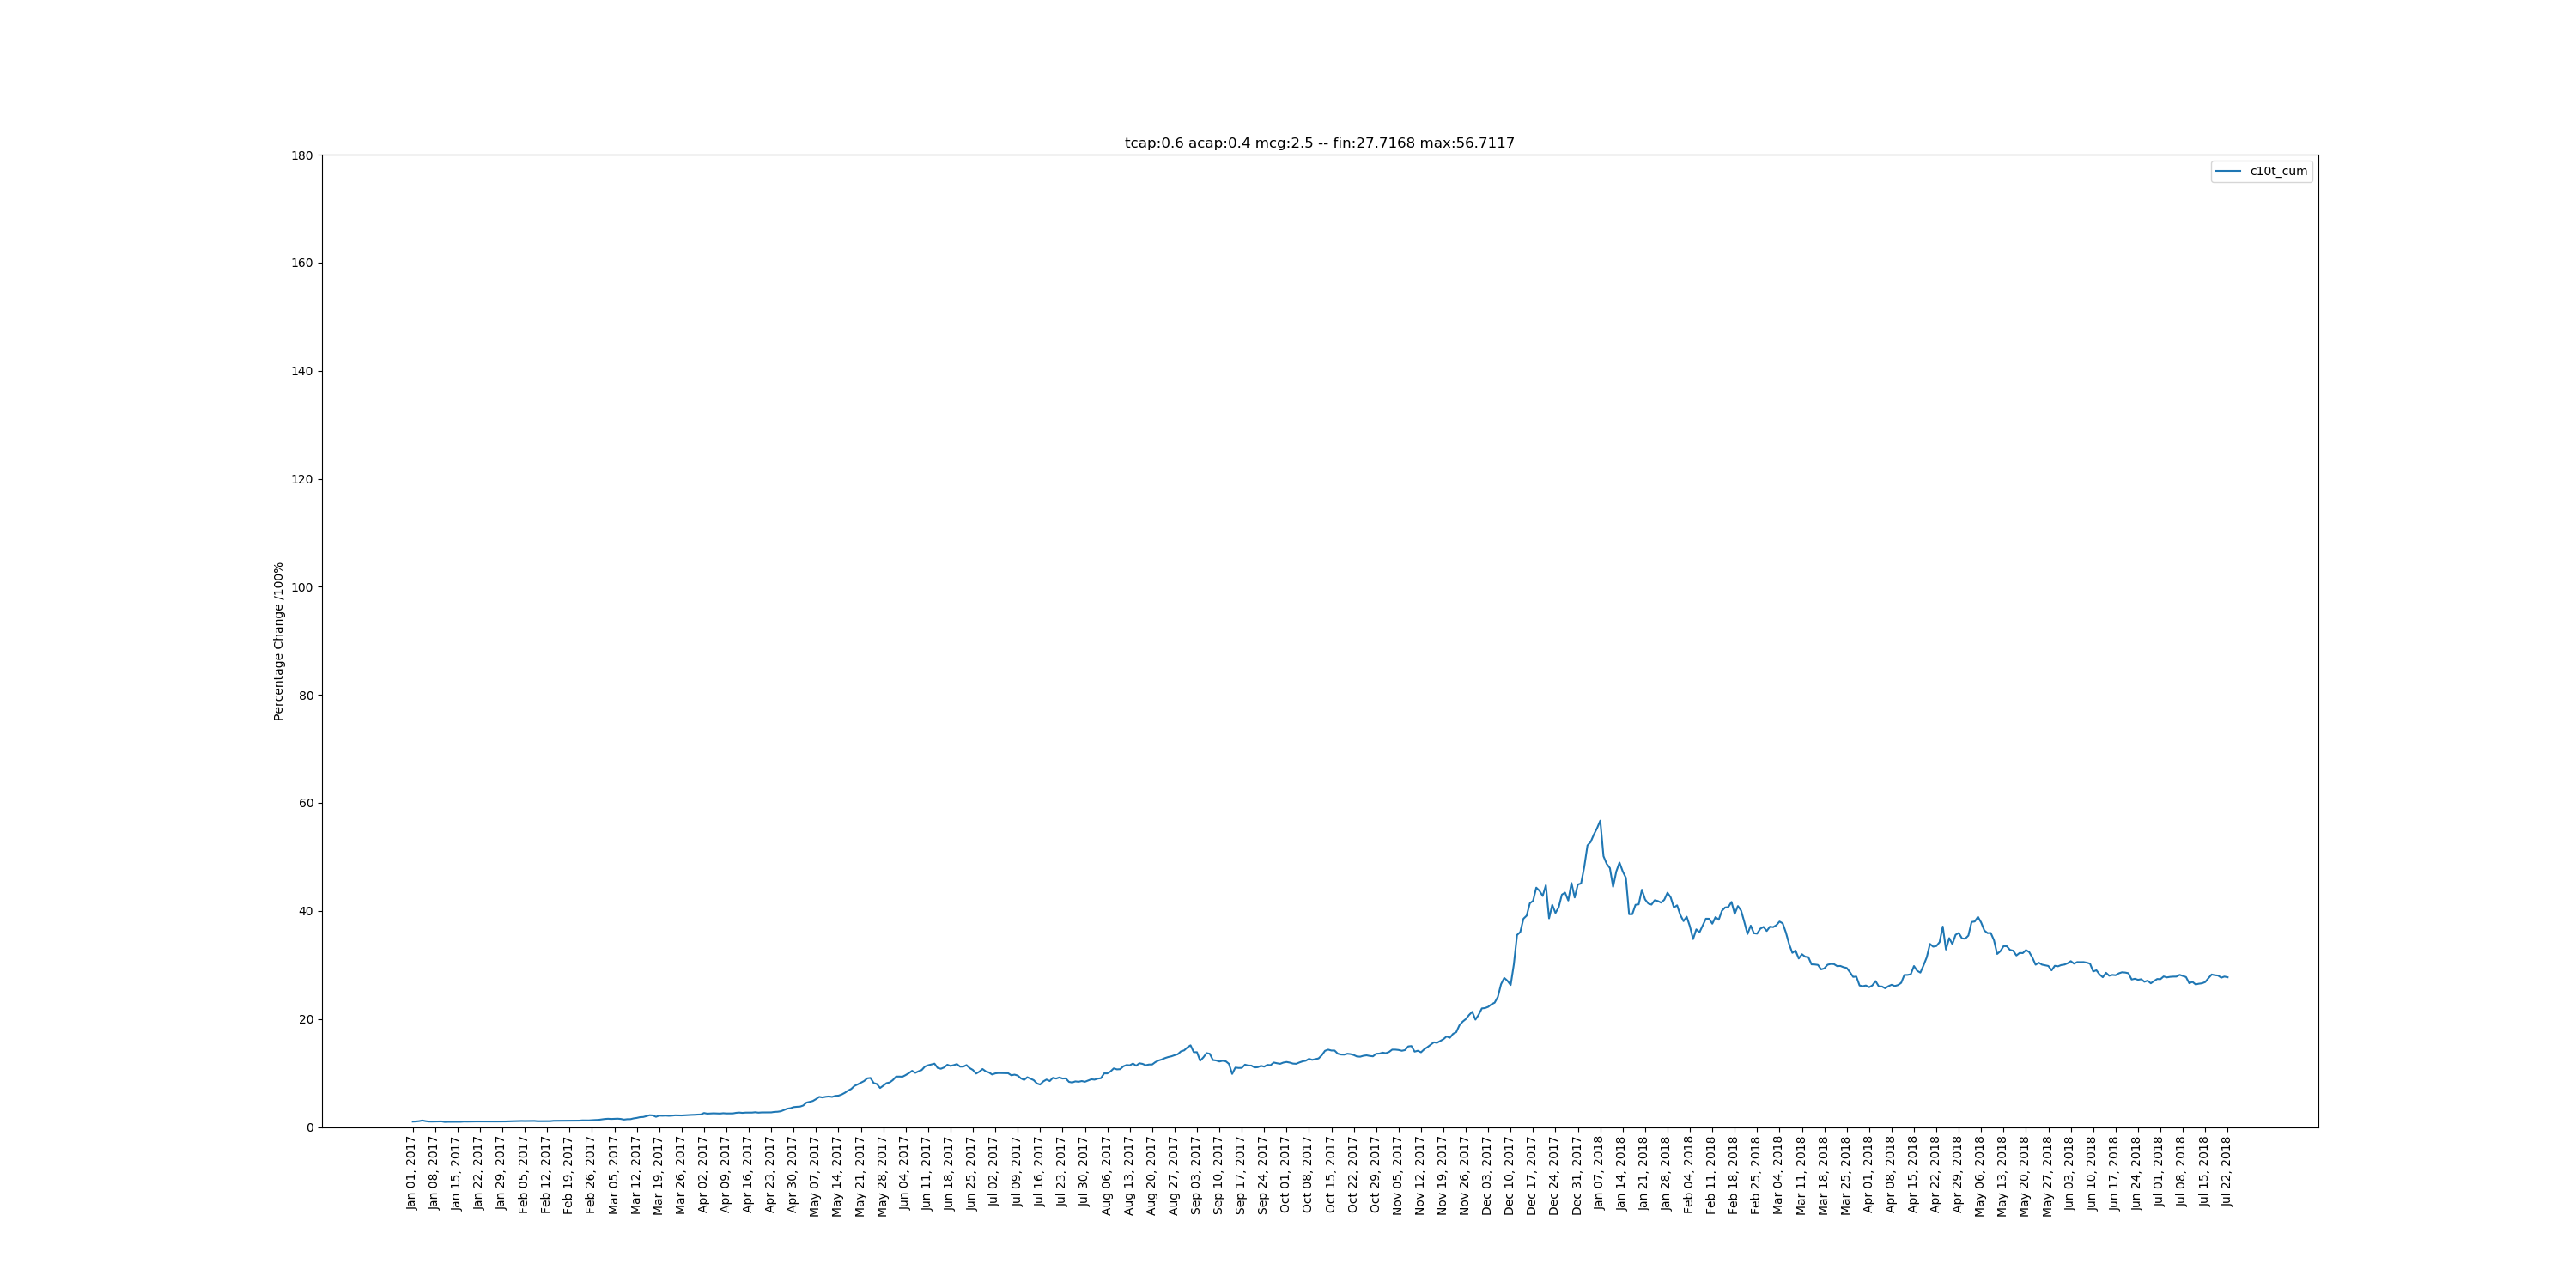 tcap:0.6 acap:0.4 mcg:2.5 -- fin:27.7168 max:56.7117
c10t_cum
Percentage Change /100%
180
160
140
120
100
80
60
40
20
0
Jan 01, 2017
Jan 08, 2017
Jan 15, 2017
Jan 22, 2017
Jan 29, 2017
Feb 05, 2017
Feb 12, 2017
Feb 19, 2017
Feb 26, 2017
Mar 05, 2017
Mar 12, 2017
Mar 19, 2017
Mar 26, 2017
Apr 02, 2017
Apr 09, 2017
Apr 16, 2017
Apr 23, 2017
Apr 30, 2017
May 07, 2017
May 14, 2017
May 21, 2017
May 28, 2017
Jun 04, 2017
Jun 11, 2017
Jun 18, 2017
Jun 25, 2017
Jul 02, 2017
Jul 09, 2017
Jul 16, 2017
Jul 23, 2017
Jul 30, 2017
Aug 06, 2017
Aug 13, 2017
Aug 20, 2017
Aug 27, 2017
Sep 03, 2017
Sep 10, 2017
Sep 17, 2017
Sep 24, 2017
Oct 01, 2017
Oct 08, 2017
Oct 15, 2017
Oct 22, 2017
Oct 29, 2017
Nov 05, 2017
Nov 12, 2017
Nov 19, 2017
Nov 26, 2017
Dec 03, 2017
Dec 10, 2017
Dec 17, 2017
Dec 24, 2017
Dec 31, 2017
Jan 07, 2018
Jan 14, 2018
Jan 21, 2018
Jan 28, 2018
Feb 04, 2018
Feb 11, 2018
Feb 18, 2018
Feb 25, 2018
Mar 04, 2018
Mar 11, 2018
Mar 18, 2018
Mar 25, 2018
Apr 01, 2018
Apr 08, 2018
Apr 15, 2018
Apr 22, 2018
Apr 29, 2018
May 06, 2018
May 13, 2018
May 20, 2018
May 27, 2018
Jun 03, 2018
Jun 10, 2018
Jun 17, 2018
Jun 24, 2018
Jul 01, 2018
Jul 08, 2018
Jul 15, 2018
Jul 22, 2018